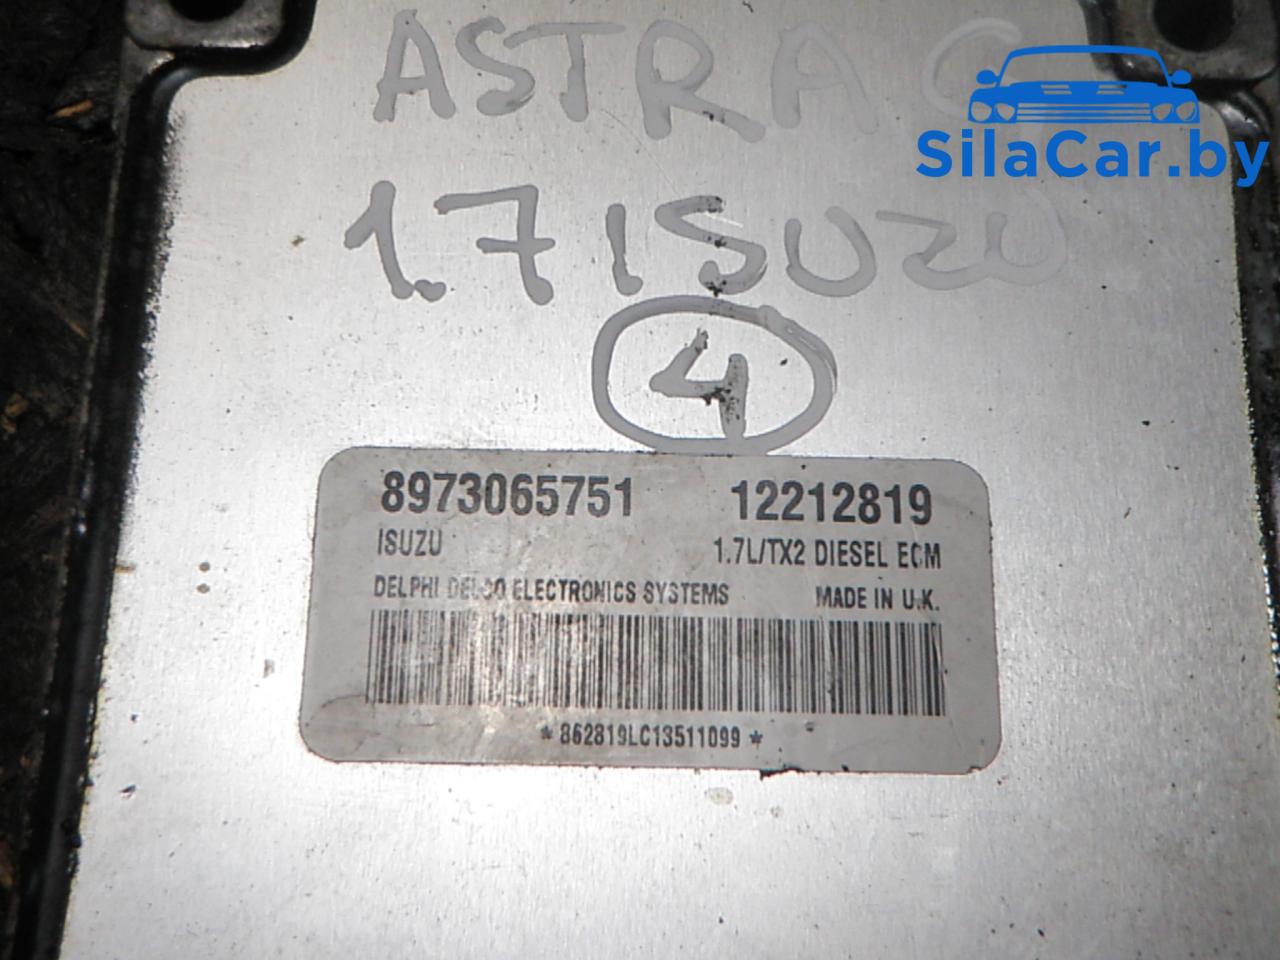 ASTRA G
SilaCar.by
1.7 ISUZU
4
8973065751 12212819
ISUZU 1.7L/TX2 DIESEL ECM
DELPHI DELCO ELECTRONICS SYSTEMS MADE IN U.K.
* 862819LC13511099 *